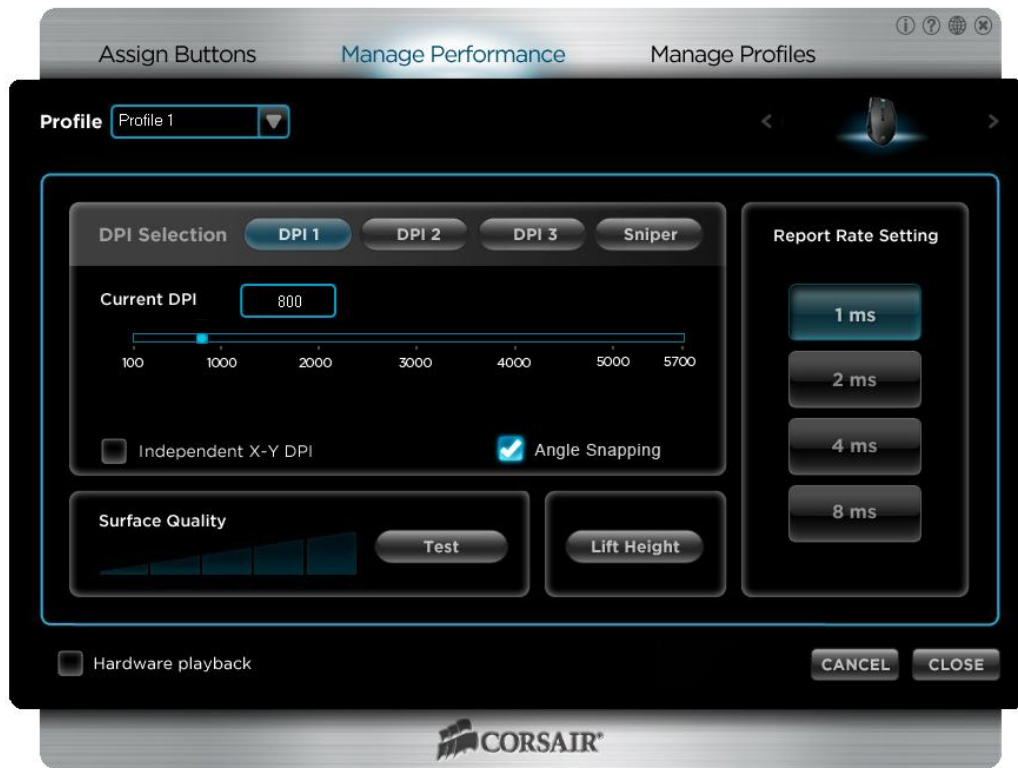 Assign Buttons Manage Performance Manage Profiles
Profile Profile 1
DPI Selection DPI 1 DPI 2 DPI 3 Sniper
Current DPI 800
100 1000 2000 3000 4000 5000 5700
Independent X-Y DPI Angle Snapping
Surface Quality
Test
Lift Height
Report Rate Setting
1 ms
2 ms
4 ms
8 ms
Hardware playback
CANCEL CLOSE
CORSAIR